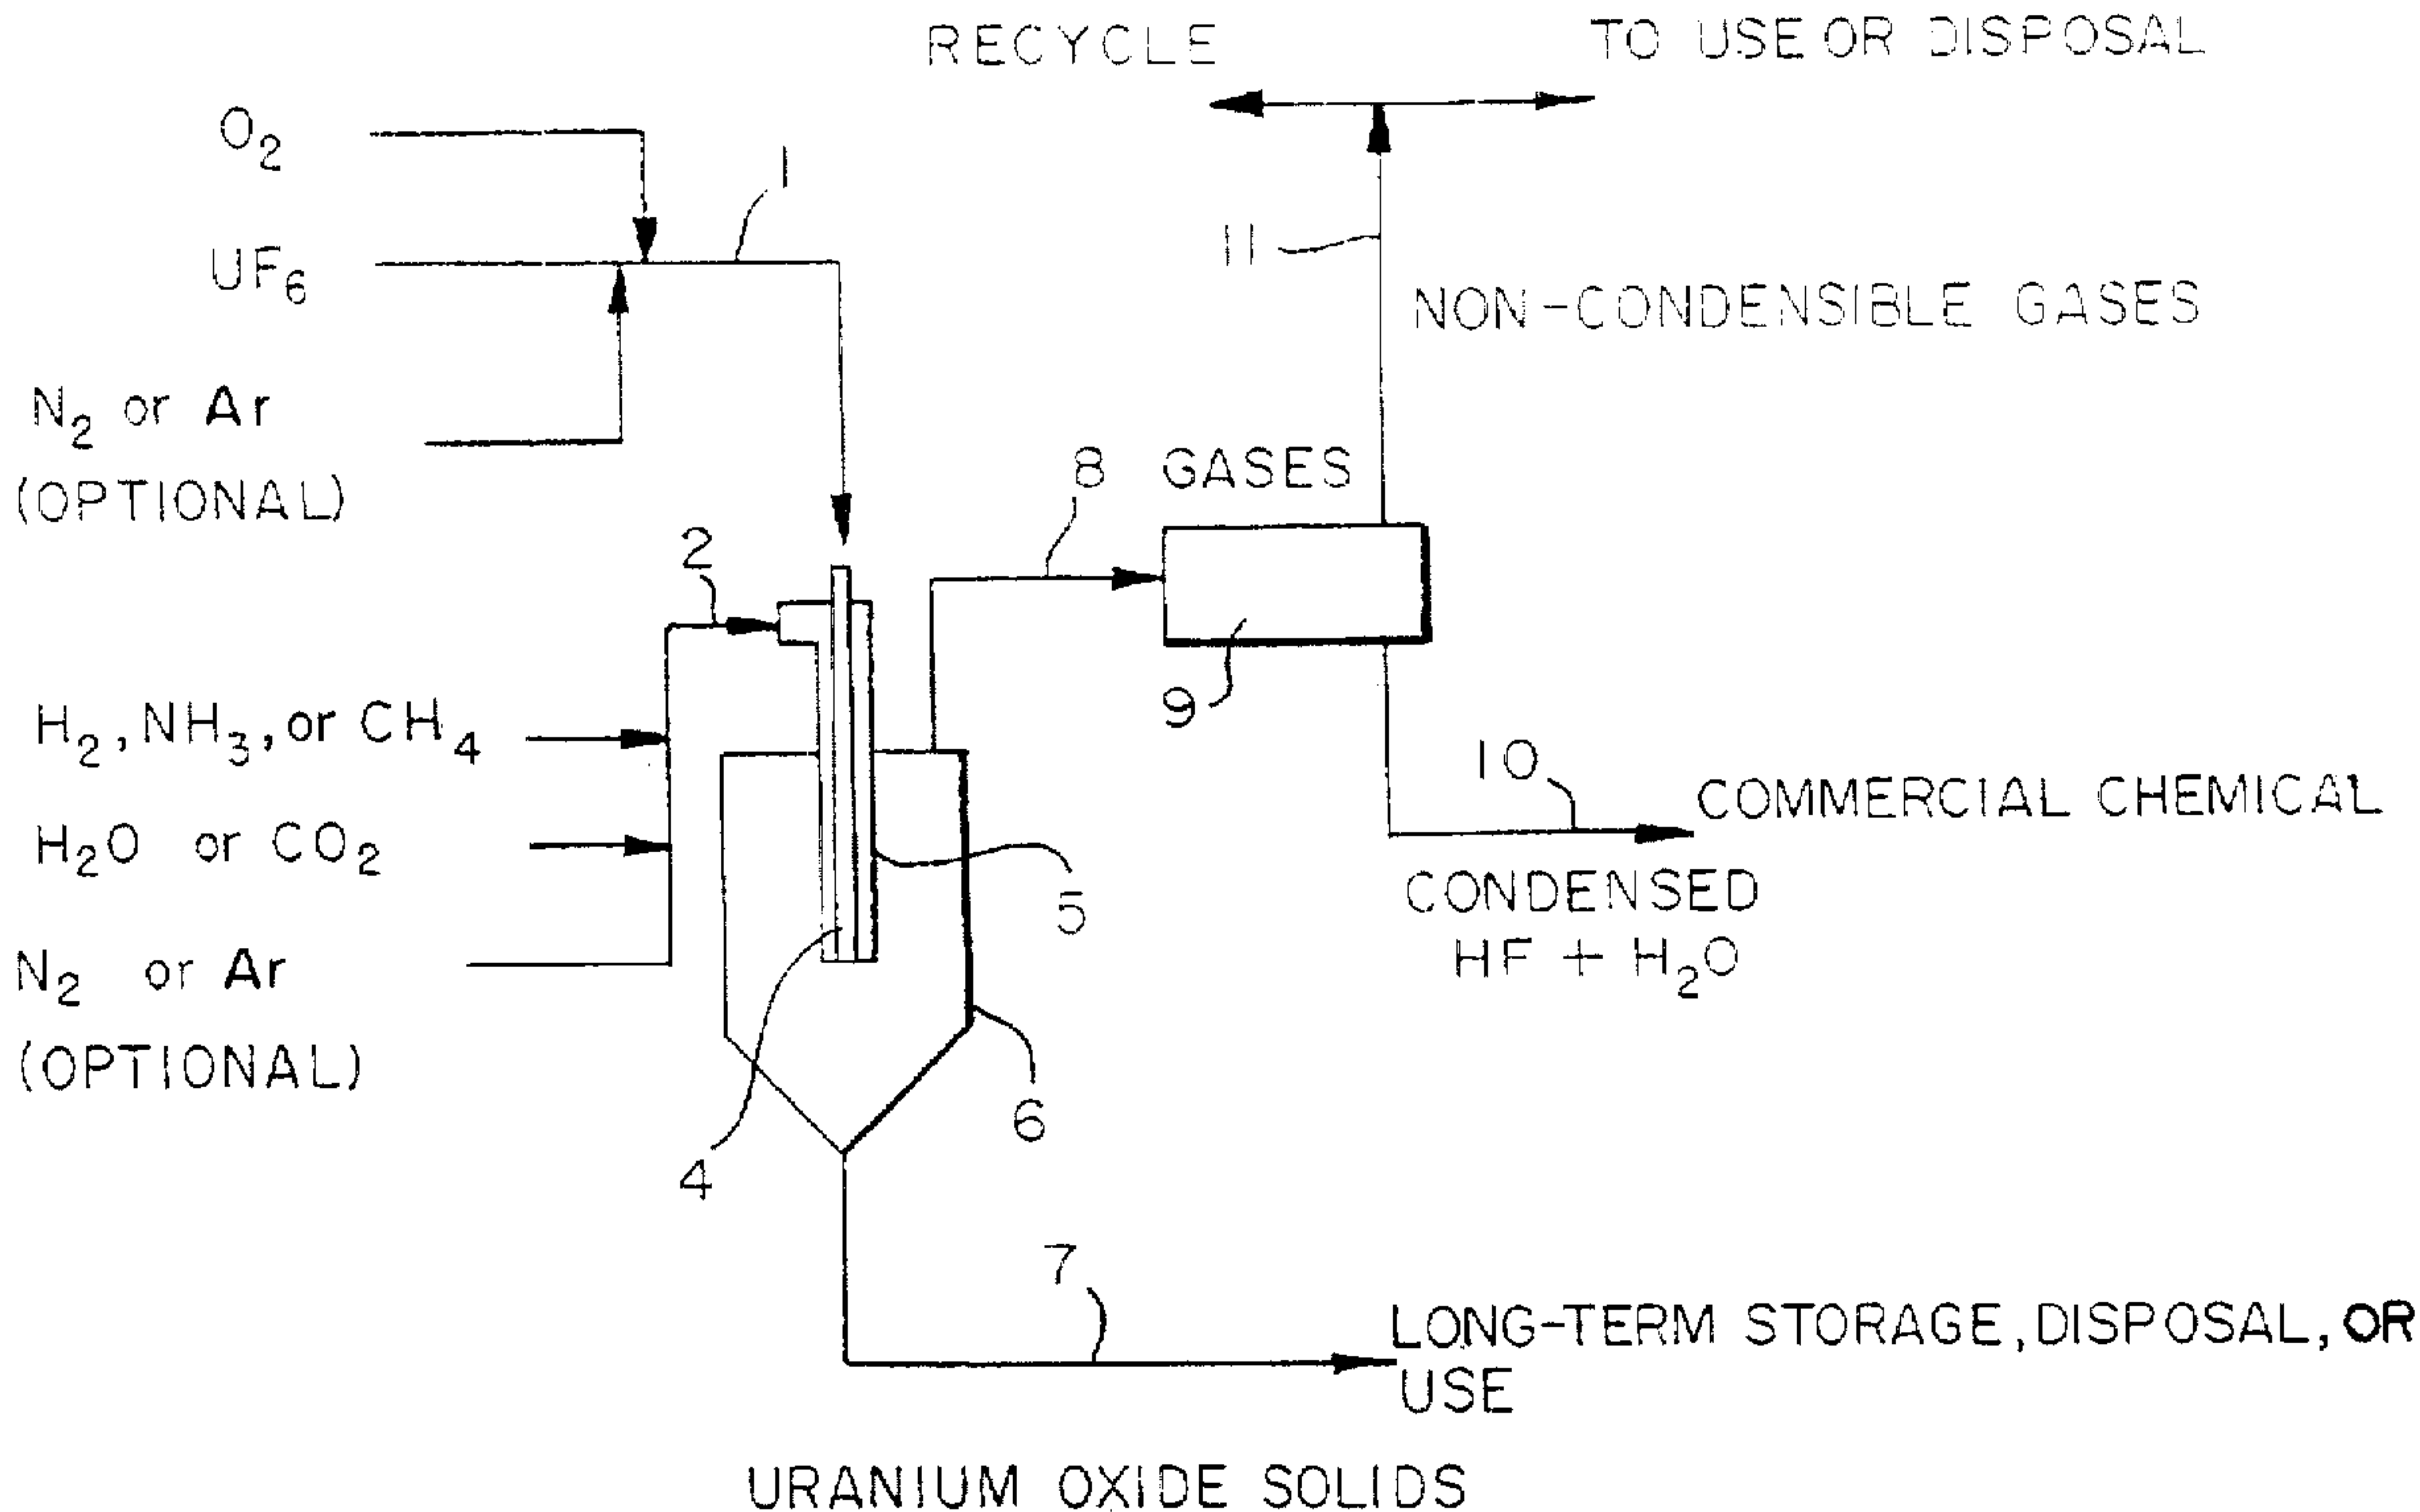 RECYCLE
TO USE OR DISPOSAL
O₂
1
UF₆
11
NON-CONDENSIBLE GASES
N₂ or Ar
(OPTIONAL)
8 GASES
2
9
H₂, NH₃, or CH₄
10
COMMERCIAL CHEMICAL
H₂O or CO₂
5
CONDENSED
HF + H₂O
N₂ or Ar
(OPTIONAL)
6
4
7
LONG-TERM STORAGE, DISPOSAL, OR
USE
URANIUM OXIDE SOLIDS